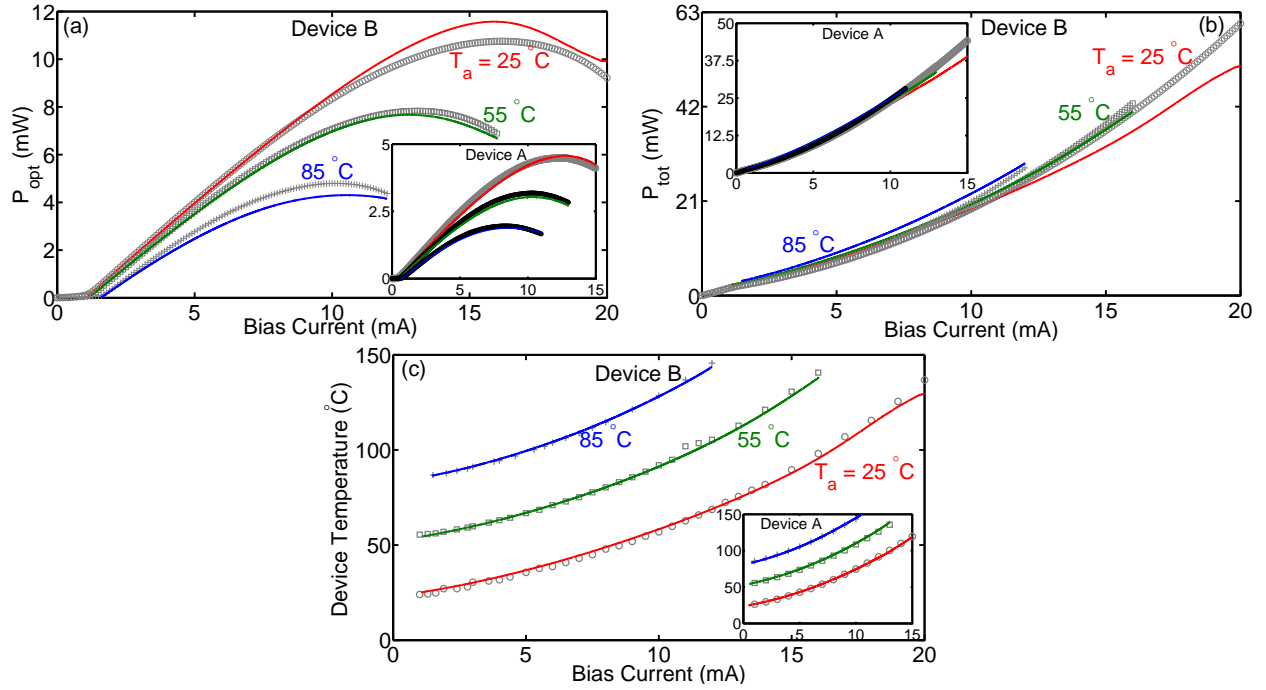 (a)
Device B
T_a = 25 °C
55 °C
85 °C
P_opt (mW)
12
10
8
6
4
2
0
0
5
10
15
20
Bias Current (mA)
Device A
5
2.5
0
0
5
10
15
(b)
Device B
T_a = 25 °C
55 °C
85 °C
P_tot (mW)
63
42
21
0
0
5
10
15
20
Bias Current (mA)
Device A
50
37.5
25
12.5
0
0
5
10
15
(c)
Device B
85 °C
55 °C
T_a = 25 °C
Device Temperature (°C)
150
100
50
0
0
5
10
15
20
Bias Current (mA)
Device A
150
100
50
0
0
5
10
15